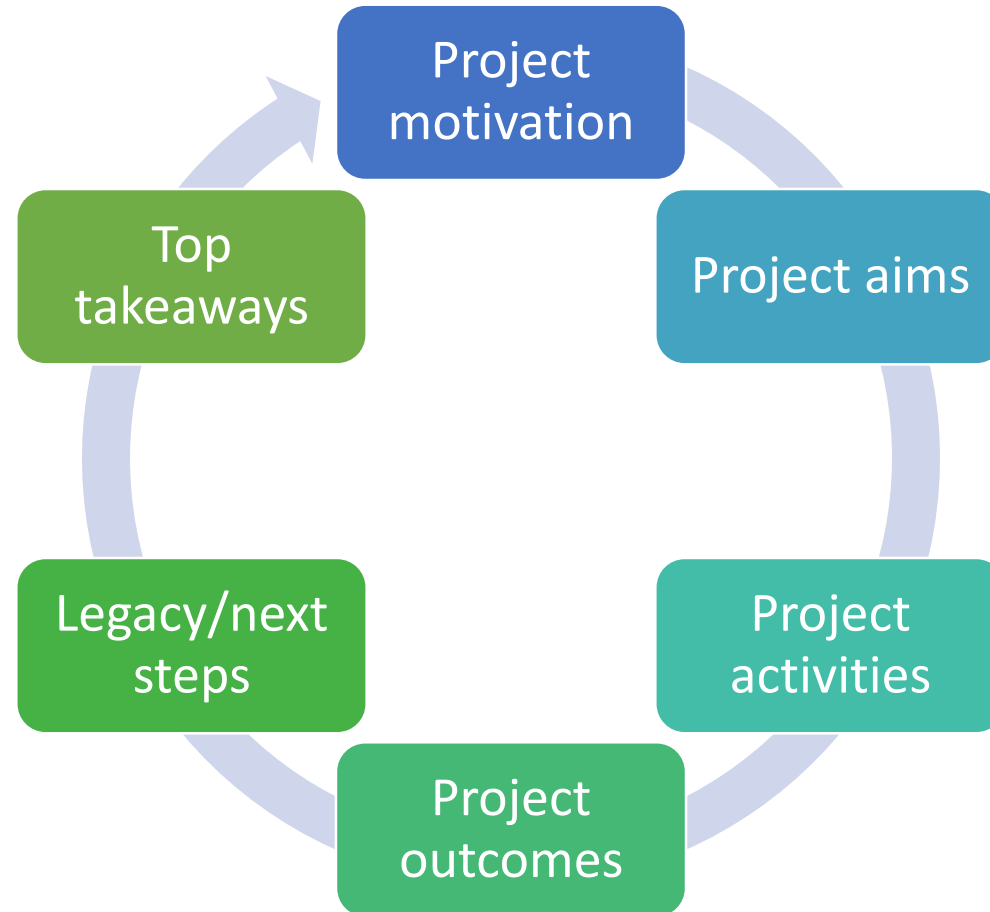 Project
motivation
Project aims
Project
activities
Project
outcomes
Legacy/next
steps
Top
takeaways